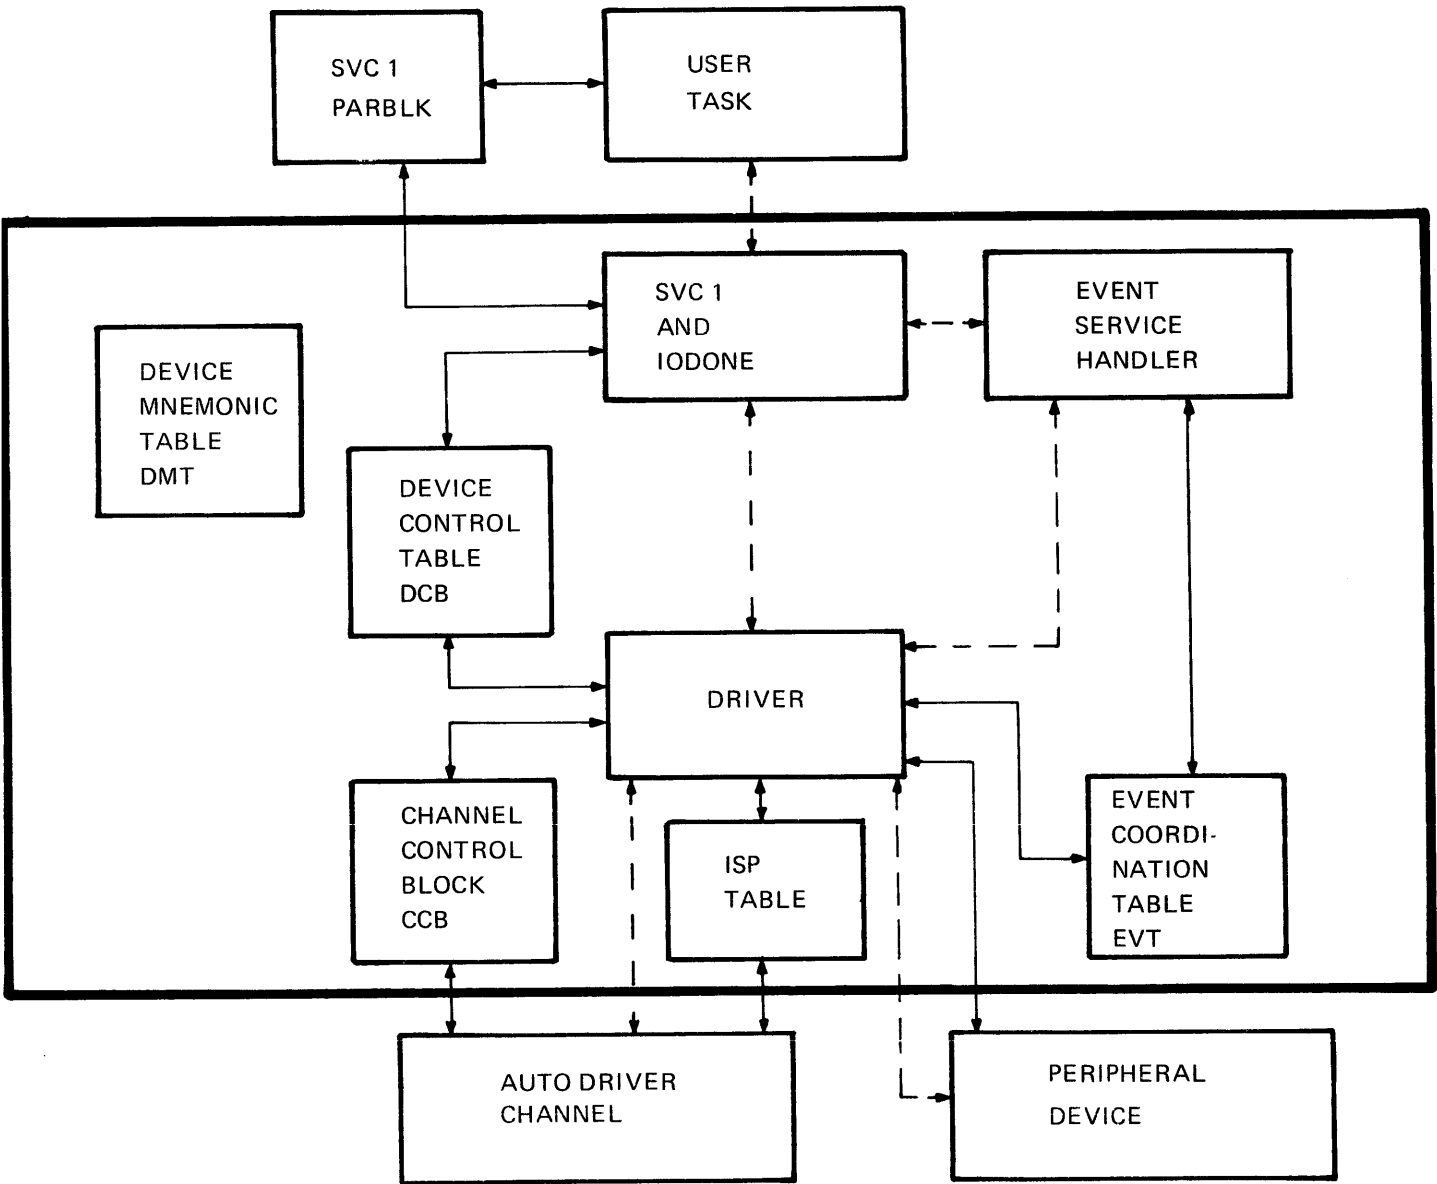 SVC 1
PARBLK
USER
TASK
SVC 1
AND
IODONE
EVENT
SERVICE
HANDLER
DEVICE
MNEMONIC
TABLE
DMT
DEVICE
CONTROL
TABLE
DCB
DRIVER
CHANNEL
CONTROL
BLOCK
CCB
ISP
TABLE
EVENT
COORDI-
NATION
TABLE
EVT
AUTO DRIVER
CHANNEL
PERIPHERAL
DEVICE